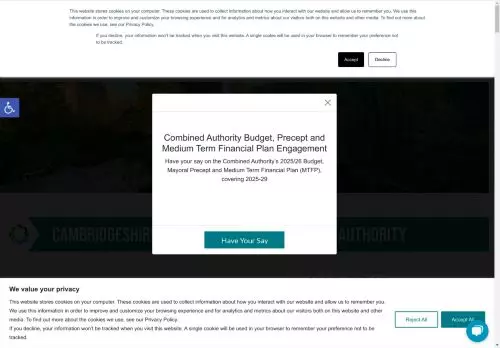 This website stores cookies on your computer. These cookies are used to collect information about how you interact with our website and allow us to remember you. We use this
information in order to improve and customize your browsing experience and for analytics and metrics about our visitors both on this website and other media. To find out more about
the cookies we use, see our Privacy Policy.
If you decline, your information won't be tracked when you visit this website. A single cookie will be used in your browser to remember your preference not
to be tracked.
Accept
Decline
Combined Authority Budget, Precept and
Medium Term Financial Plan Engagement
Have your say on the Combined Authority's 2025/26 Budget,
Mayoral Precept and Medium Term Financial Plan (MTFP),
covering 2025-29
CAMBRIDGESHIR
AUTHORITY
Have Your Say
We value your privacy
This website stores cookies on your computer. These cookies are used to collect information about how you interact with our website and allow us to remember you.
We use this information in order to improve and customize your browsing experience and for analytics and metrics about our visitors both on this website and other
media. To find out more about the cookies we use, see our Privacy Policy.
If you decline, your information won't be tracked when you visit this website. A single cookie will be used in your browser to remember your preference not to be
tracked.
Reject All
Accept All